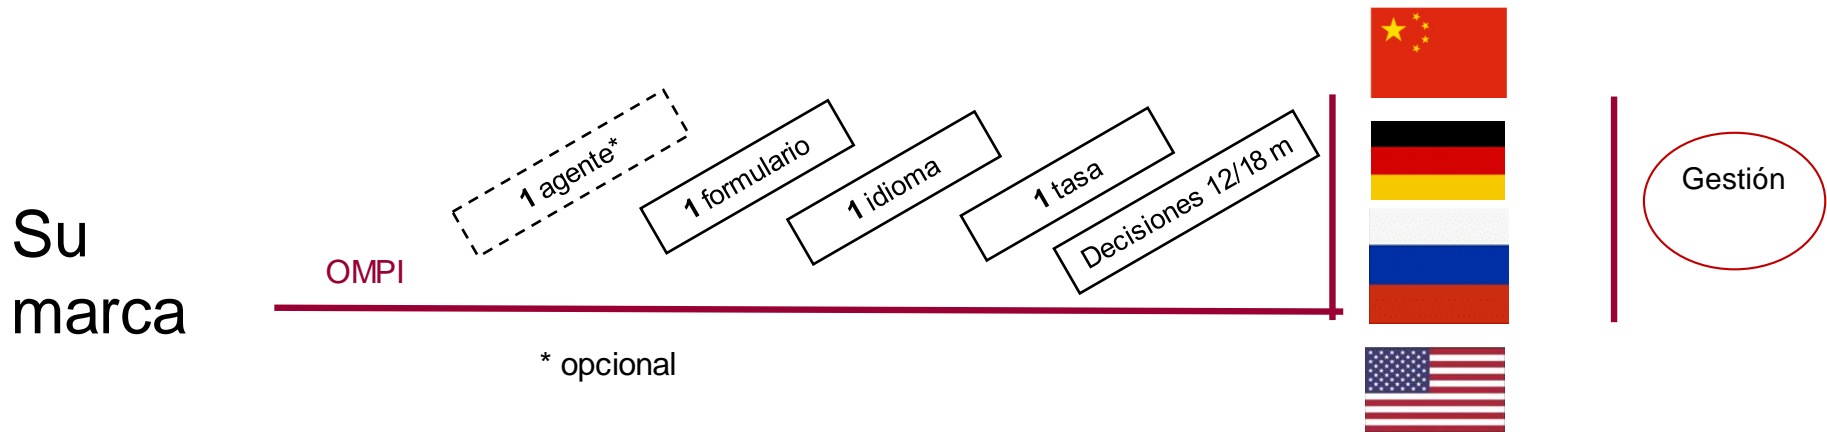 Su
marca
OMPI
1 agente*
1 formulario
1 idioma
1 tasa
Decisiones 12/18 m
Gestión
* opcional